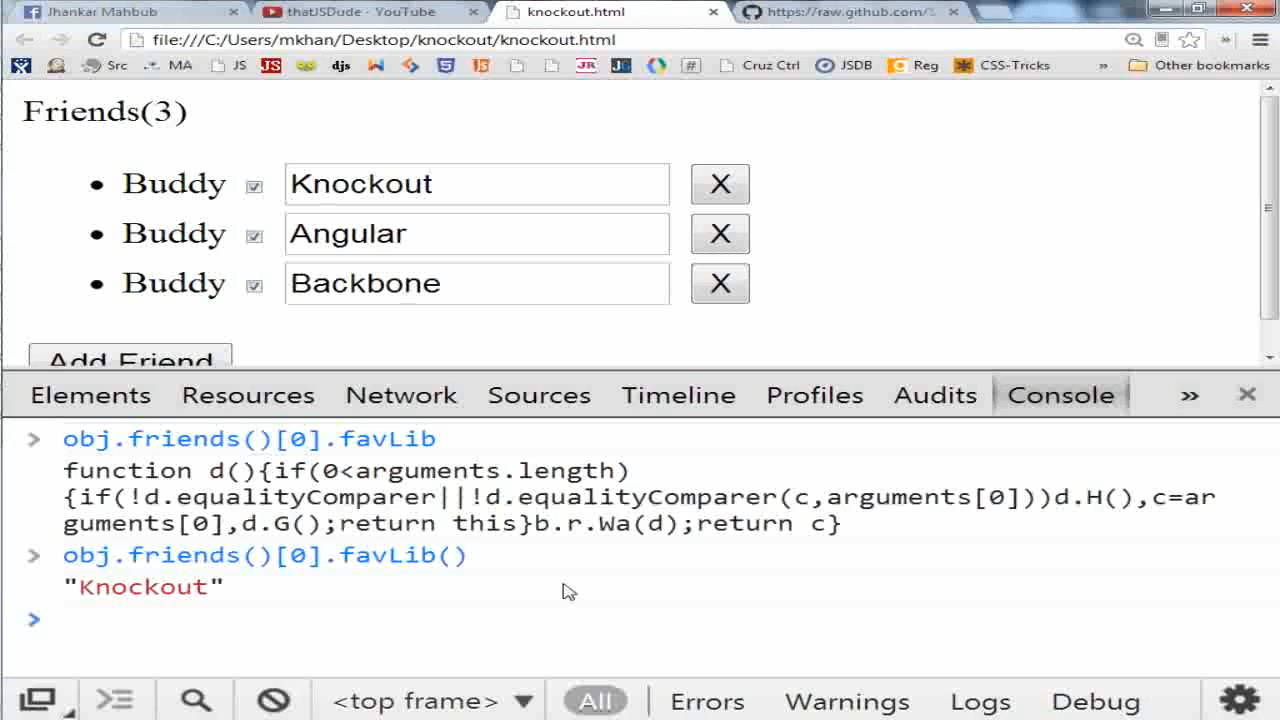 Jhankar Mahbub
thatJSDude - YouTube
knockout.html
https://raw.github.com/S
file:///C:/Users/mkhan/Desktop/knockout/knockout.html
Src MA JS JS djs JR JC # Cruz Ctrl JSDB Reg CSS-Tricks » Other bookmarks
Friends(3)
Buddy Knockout X
Buddy Angular X
Buddy Backbone X
Add Friend
Elements Resources Network Sources Timeline Profiles Audits Console »
> obj.friends()[0].favLib
function d(){if(0<arguments.length)
{if(!d.equalityComparer||!d.equalityComparer(c,arguments[0]))d.H(),c=ar
guments[0],d.G();return this}b.r.Wa(d);return c}
> obj.friends()[0].favLib()
"Knockout"
>
<top frame> All Errors Warnings Logs Debug